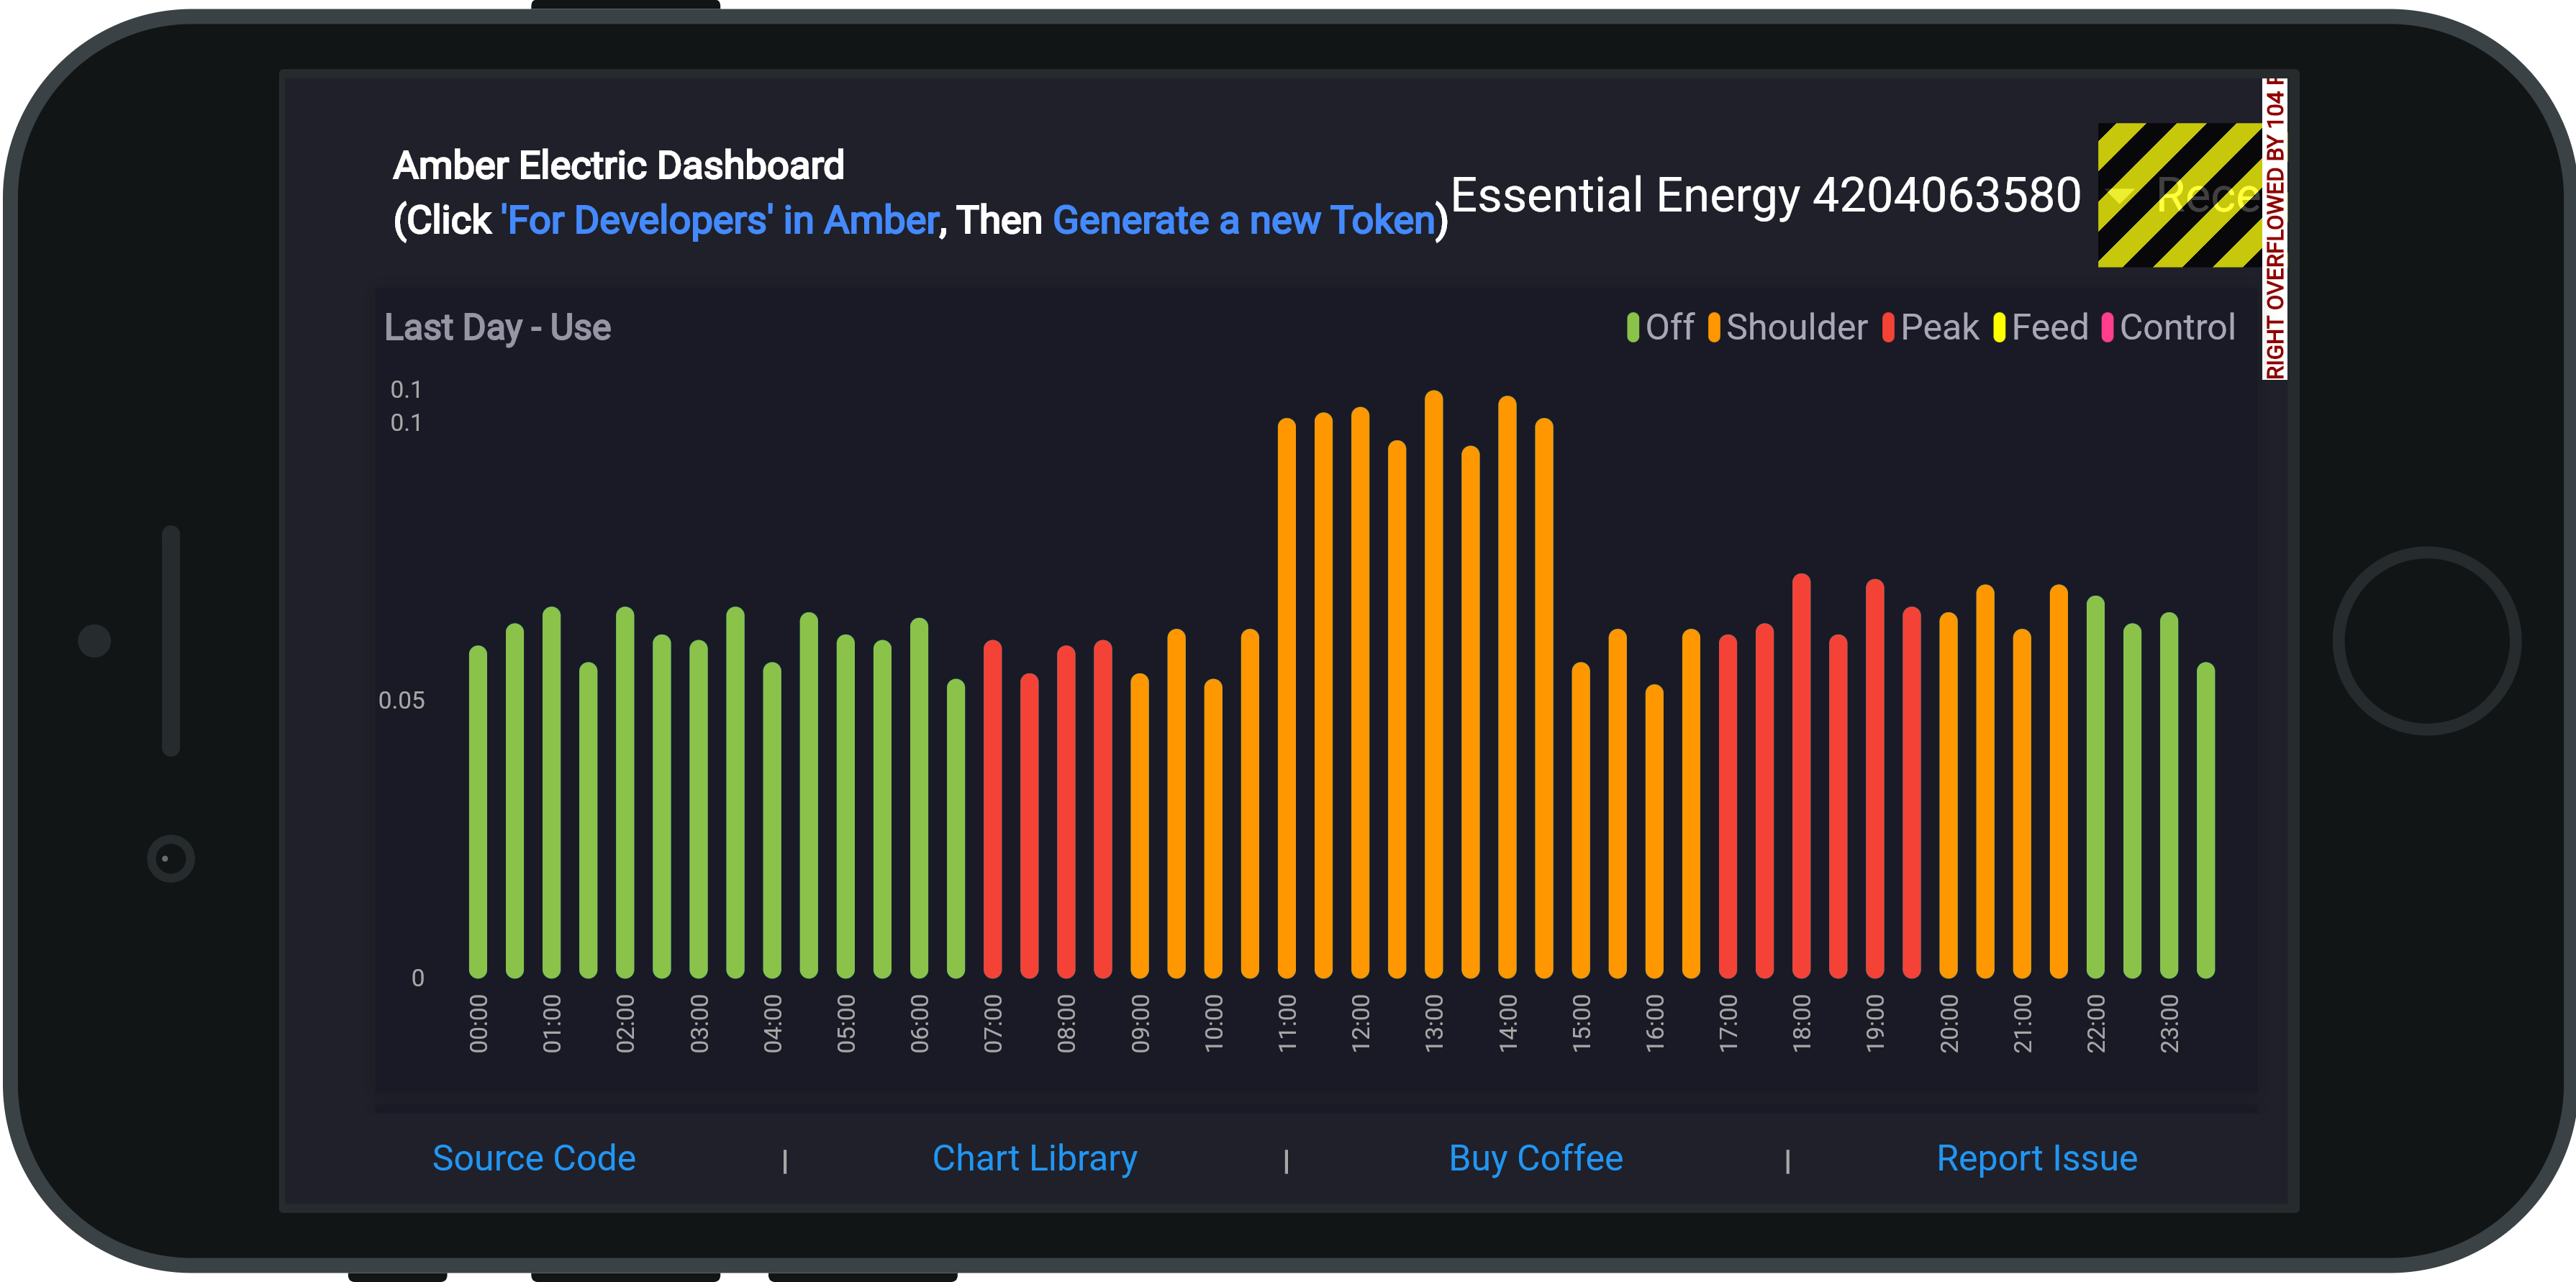 Amber Electric Dashboard
(Click 'For Developers' in Amber, Then Generate a new Token)
Essential Energy 4204063580
RIGHT OVERFLOWED BY 104
Last Day - Use
Off Shoulder Peak Feed Control
0.1
0.1
0.05
0
00:00 01:00 02:00 03:00 04:00 05:00 06:00 07:00 08:00 09:00 10:00 11:00 12:00 13:00 14:00 15:00 16:00 17:00 18:00 19:00 20:00 21:00 22:00 23:00
Source Code | Chart Library | Buy Coffee | Report Issue